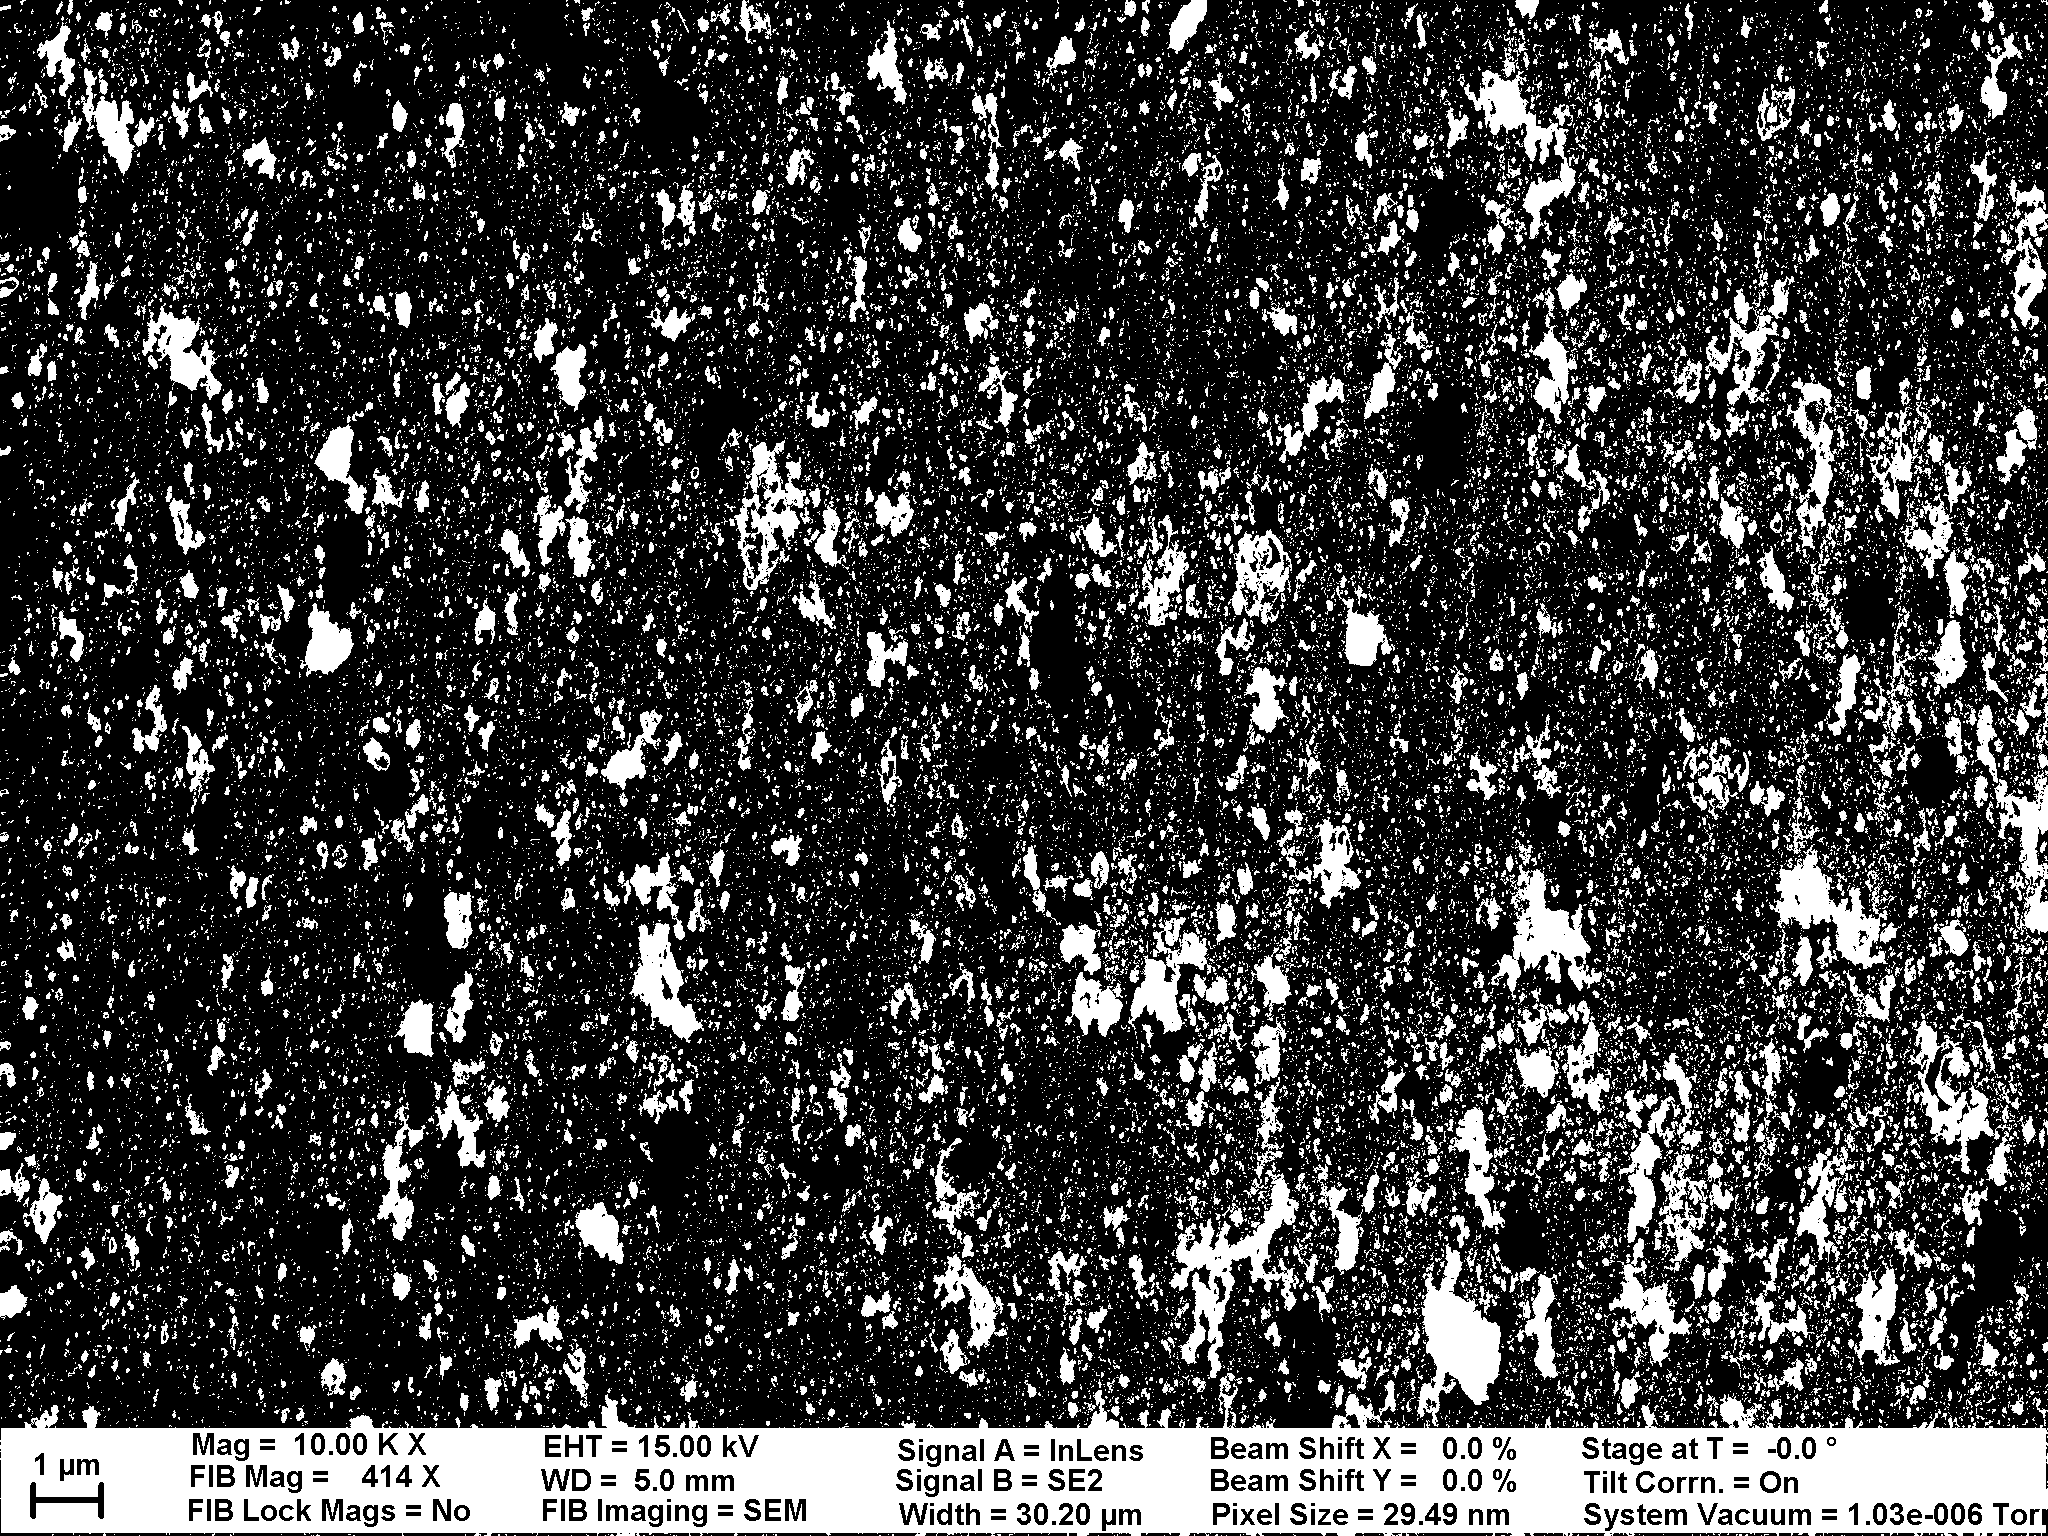 1 µm
Mag = 10.00 K X
FIB Mag = 414 X
FIB Lock Mags = No
EHT = 15.00 kV
WD = 5.0 mm
FIB Imaging = SEM
Signal A = InLens
Signal B = SE2
Width = 30.20 µm
Beam Shift X = 0.0 %
Beam Shift Y = 0.0 %
Pixel Size = 29.49 nm
Stage at T = -0.0 °
Tilt Corrn. = On
System Vacuum = 1.03e-006 Torr